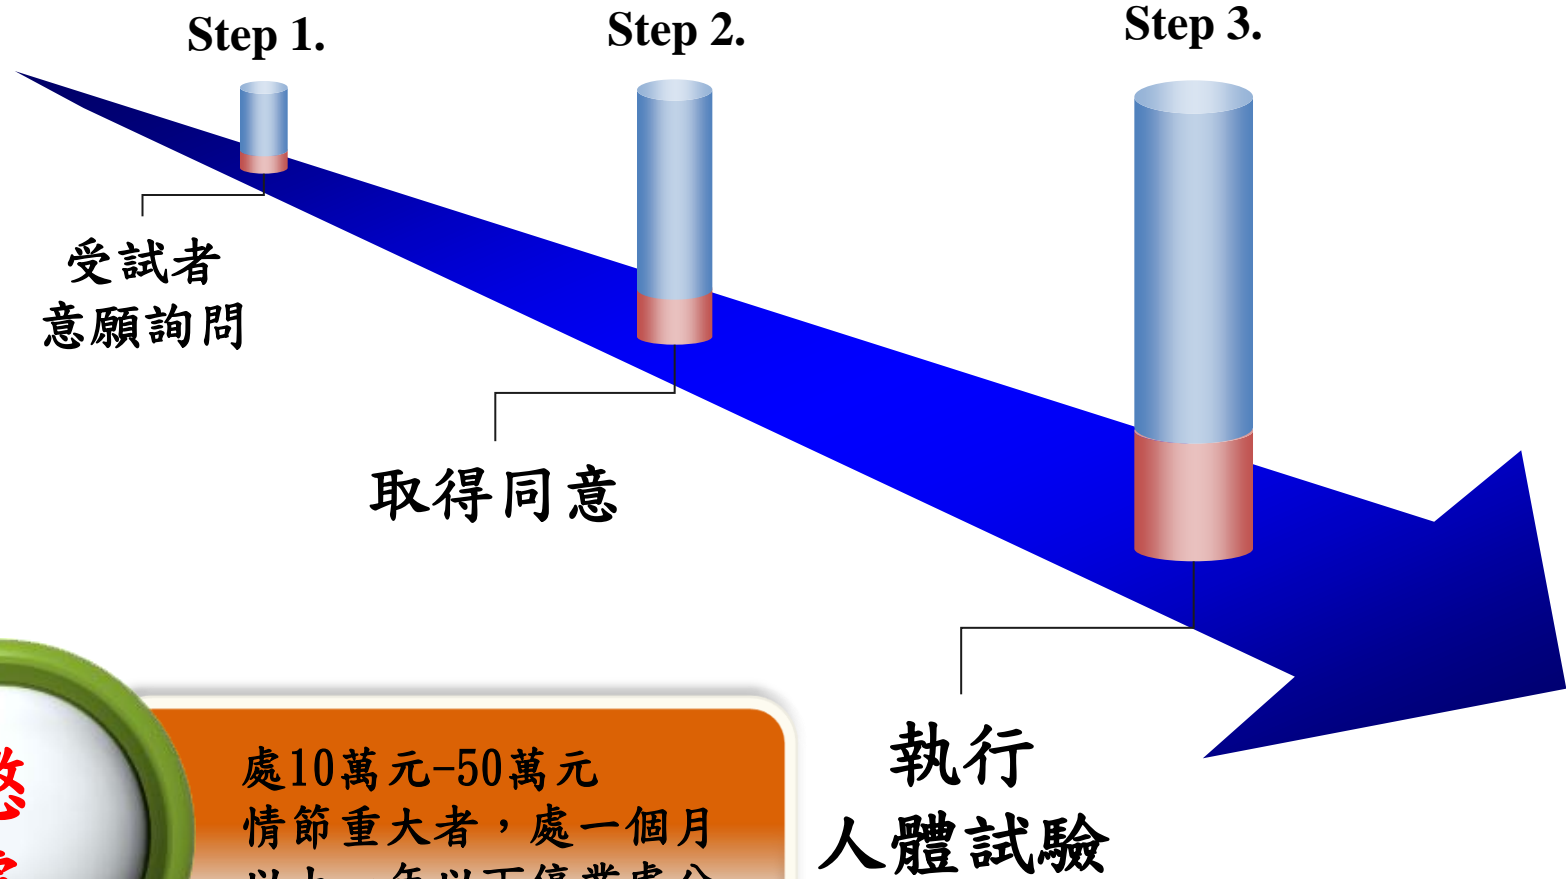 Step 1.
Step 2.
Step 3.
受試者
意願詢問
取得同意
執行
人體試驗
處10萬元-50萬元
情節重大者，處一個月